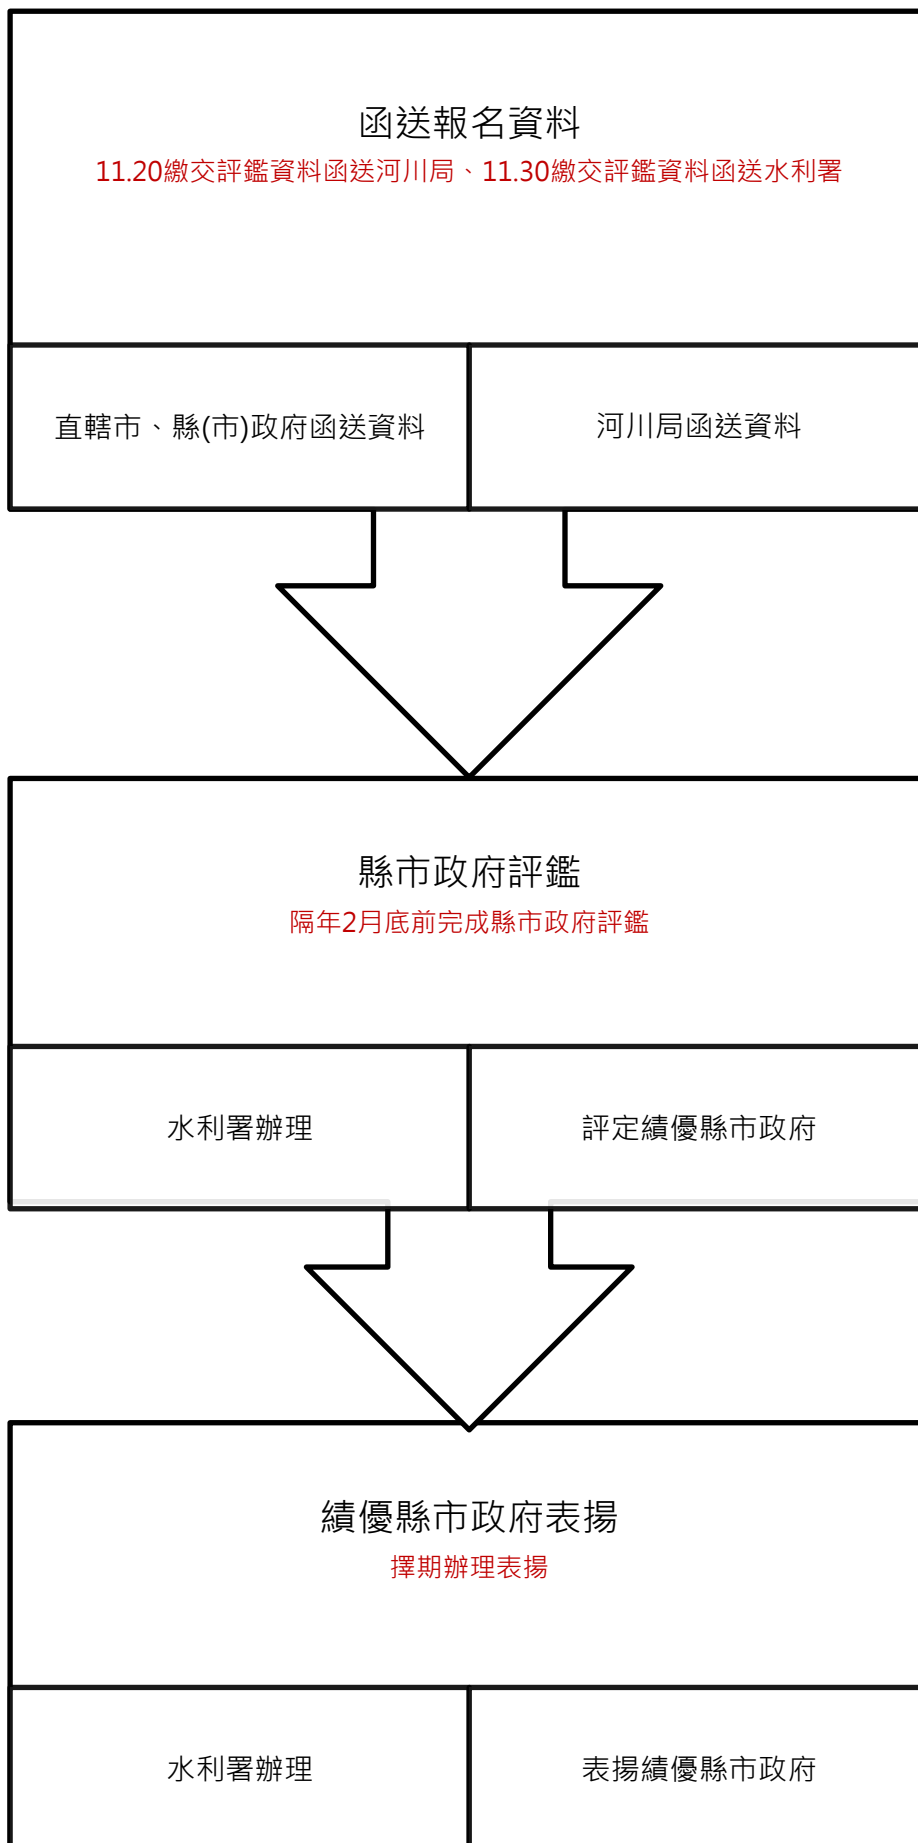 函送報名資料
11.20繳交評鑑資料函送河川局、11.30繳交評鑑資料函送水利署
直轄市、縣(市)政府函送資料
河川局函送資料
縣市政府評鑑
隔年2月底前完成縣市政府評鑑
水利署辦理
評定績優縣市政府
績優縣市政府表揚
擇期辦理表揚
水利署辦理
表揚績優縣市政府